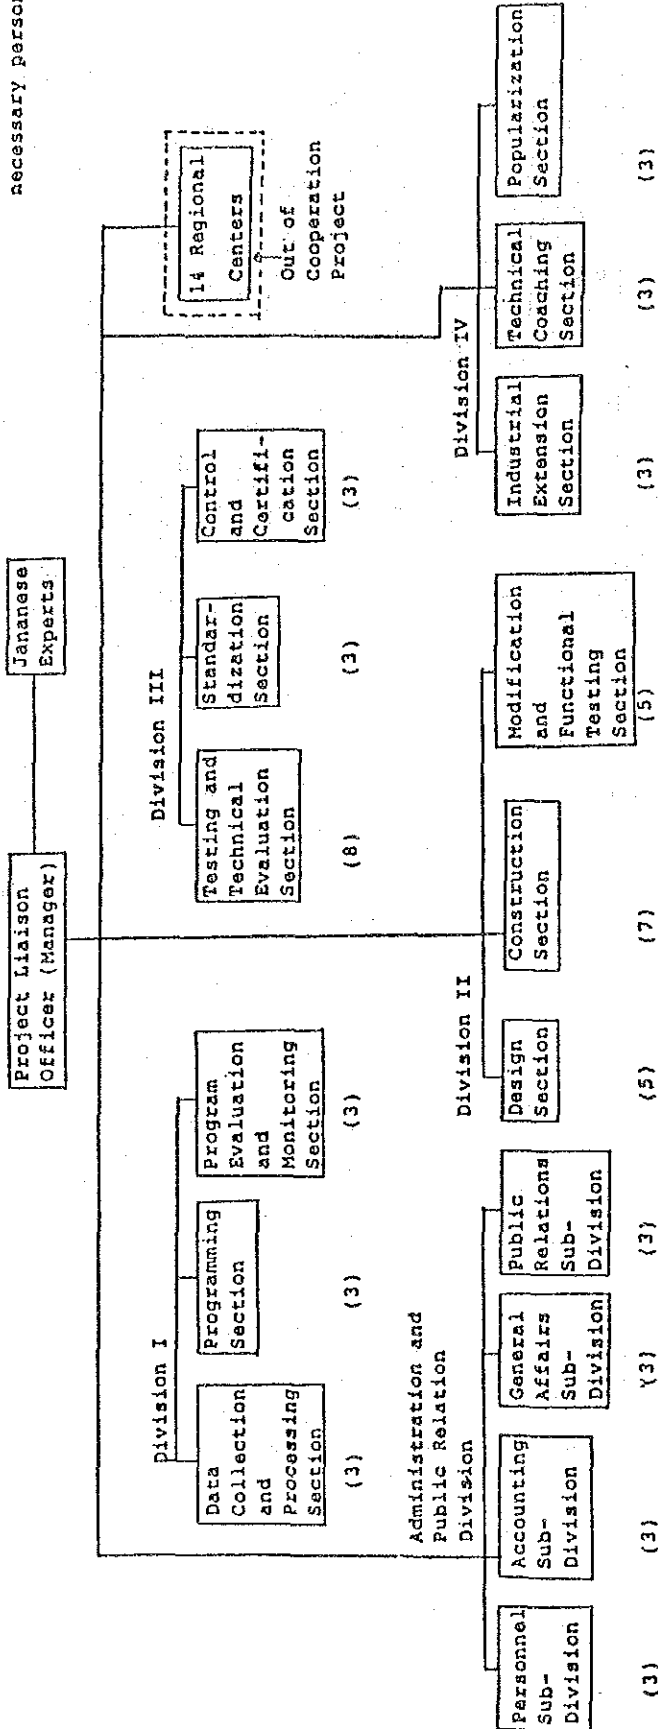 necessary person
Project Liaison
Officer (Manager)
Jananese
Experts
Division I
Data
Collection
and
Processing
Section
(3)
Programming
Section
(3)
Program
Evaluation
and
Monitoring
Section
(3)
Division III
Testing and
Technical
Evaluation
Section
(8)
Standar-
dization
Section
(3)
Control
and
Certifi-
cation
Section
(3)
14 Regional
Centers
Out of
Cooperation
Project
Administration and
Public Relation
Division
Personnel
Sub-
Division
(3)
Accounting
Sub-
Division
(3)
General
Affairs
Sub-
Division
(3)
Public
Relations
Sub-
Division
(3)
Division II
Design
Section
(5)
Construction
Section
(7)
Modification
and
Functional
Testing
Section
(5)
Division IV
Industrial
Extension
Section
(3)
Technical
Coaching
Section
(3)
Popularization
Section
(3)